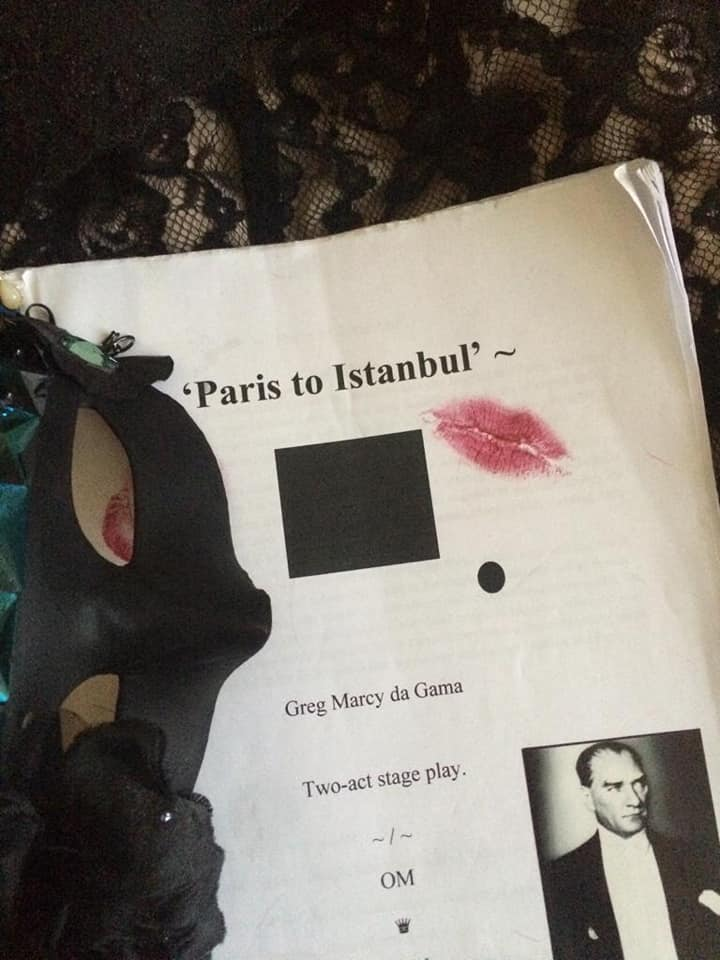 ‘Paris to Istanbul’ ~
Greg Marcy da Gama
Two-act stage play.
~/~
OM